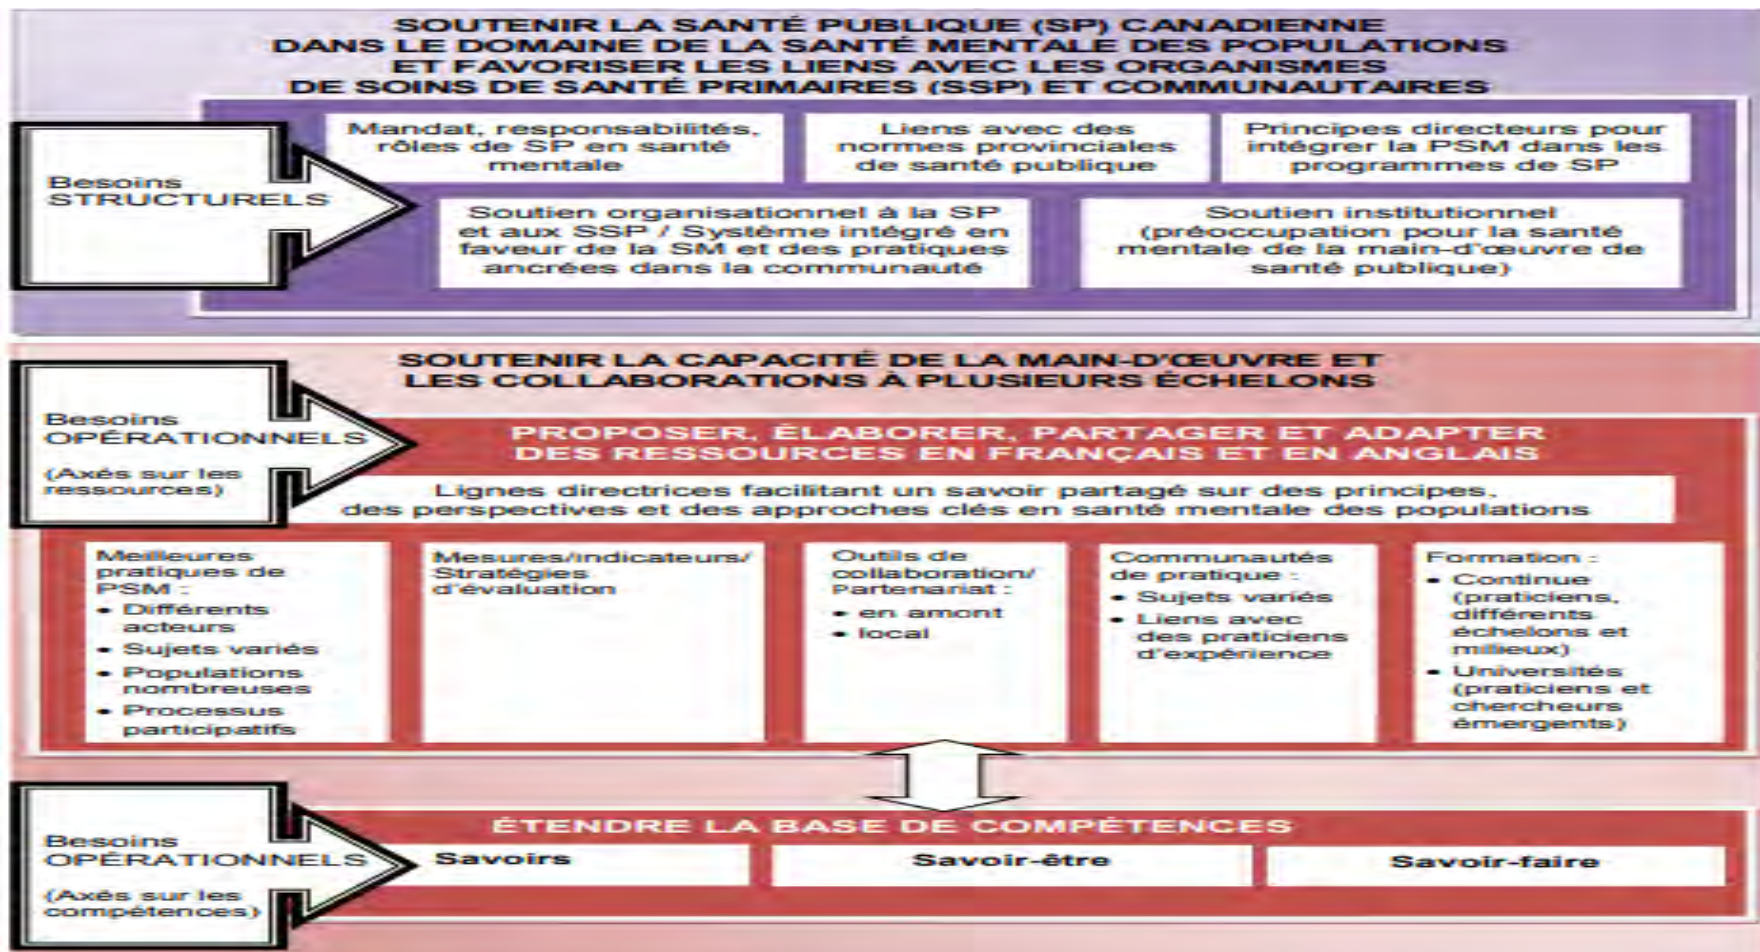 SOUTENIR LA SANTÉ PUBLIQUE (SP) CANADIENNE
DANS LE DOMAINE DE LA SANTÉ MENTALE DES POPULATIONS
ET FAVORISER LES LIENS AVEC LES ORGANISMES
DE SOINS DE SANTÉ PRIMAIRES (SSP) ET COMMUNAUTAIRES
Besoins
STRUCTURELS
Mandat, responsabilités,
rôles de SP en santé
mentale
Liens avec des
normes provinciales
de santé publique
Principes directeurs pour
intégrer la PSM dans les
programmes de SP
Soutien organisationnel à la SP
et aux SSP / Système intégré en
faveur de la SM et des pratiques
ancrées dans la communauté
Soutien institutionnel
(préoccupation pour la santé
mentale de la main-d'œuvre de
santé publique)
SOUTENIR LA CAPACITÉ DE LA MAIN-D'ŒUVRE ET
LES COLLABORATIONS À PLUSIEURS ÉCHELONS
Besoins
OPÉRATIONNELS
(Axés sur les
ressources)
PROPOSER, ÉLABORER, PARTAGER ET ADAPTER
DES RESSOURCES EN FRANÇAIS ET EN ANGLAIS
Lignes directrices facilitant un savoir partagé sur des principes,
des perspectives et des approches clés en santé mentale des populations
Meilleures
pratiques de
PSM :
• Différents
acteurs
• Sujets variés
• Populations
nombreuses
• Processus
participatifs
Mesures/indicateurs/
Stratégies
d'évaluation
Outils de
collaboration/
Partenariat :
• en amont
• local
Communautés
de pratique :
• Sujets variés
• Liens avec
des praticiens
d'expérience
Formation :
• Continue
(praticiens,
différents
échelons et
milieux)
• Universités
(praticiens et
chercheurs
émergents)
Besoins
OPÉRATIONNELS
(Axés sur les
compétences)
ÉTENDRE LA BASE DE COMPÉTENCES
Savoirs
Savoir-être
Savoir-faire